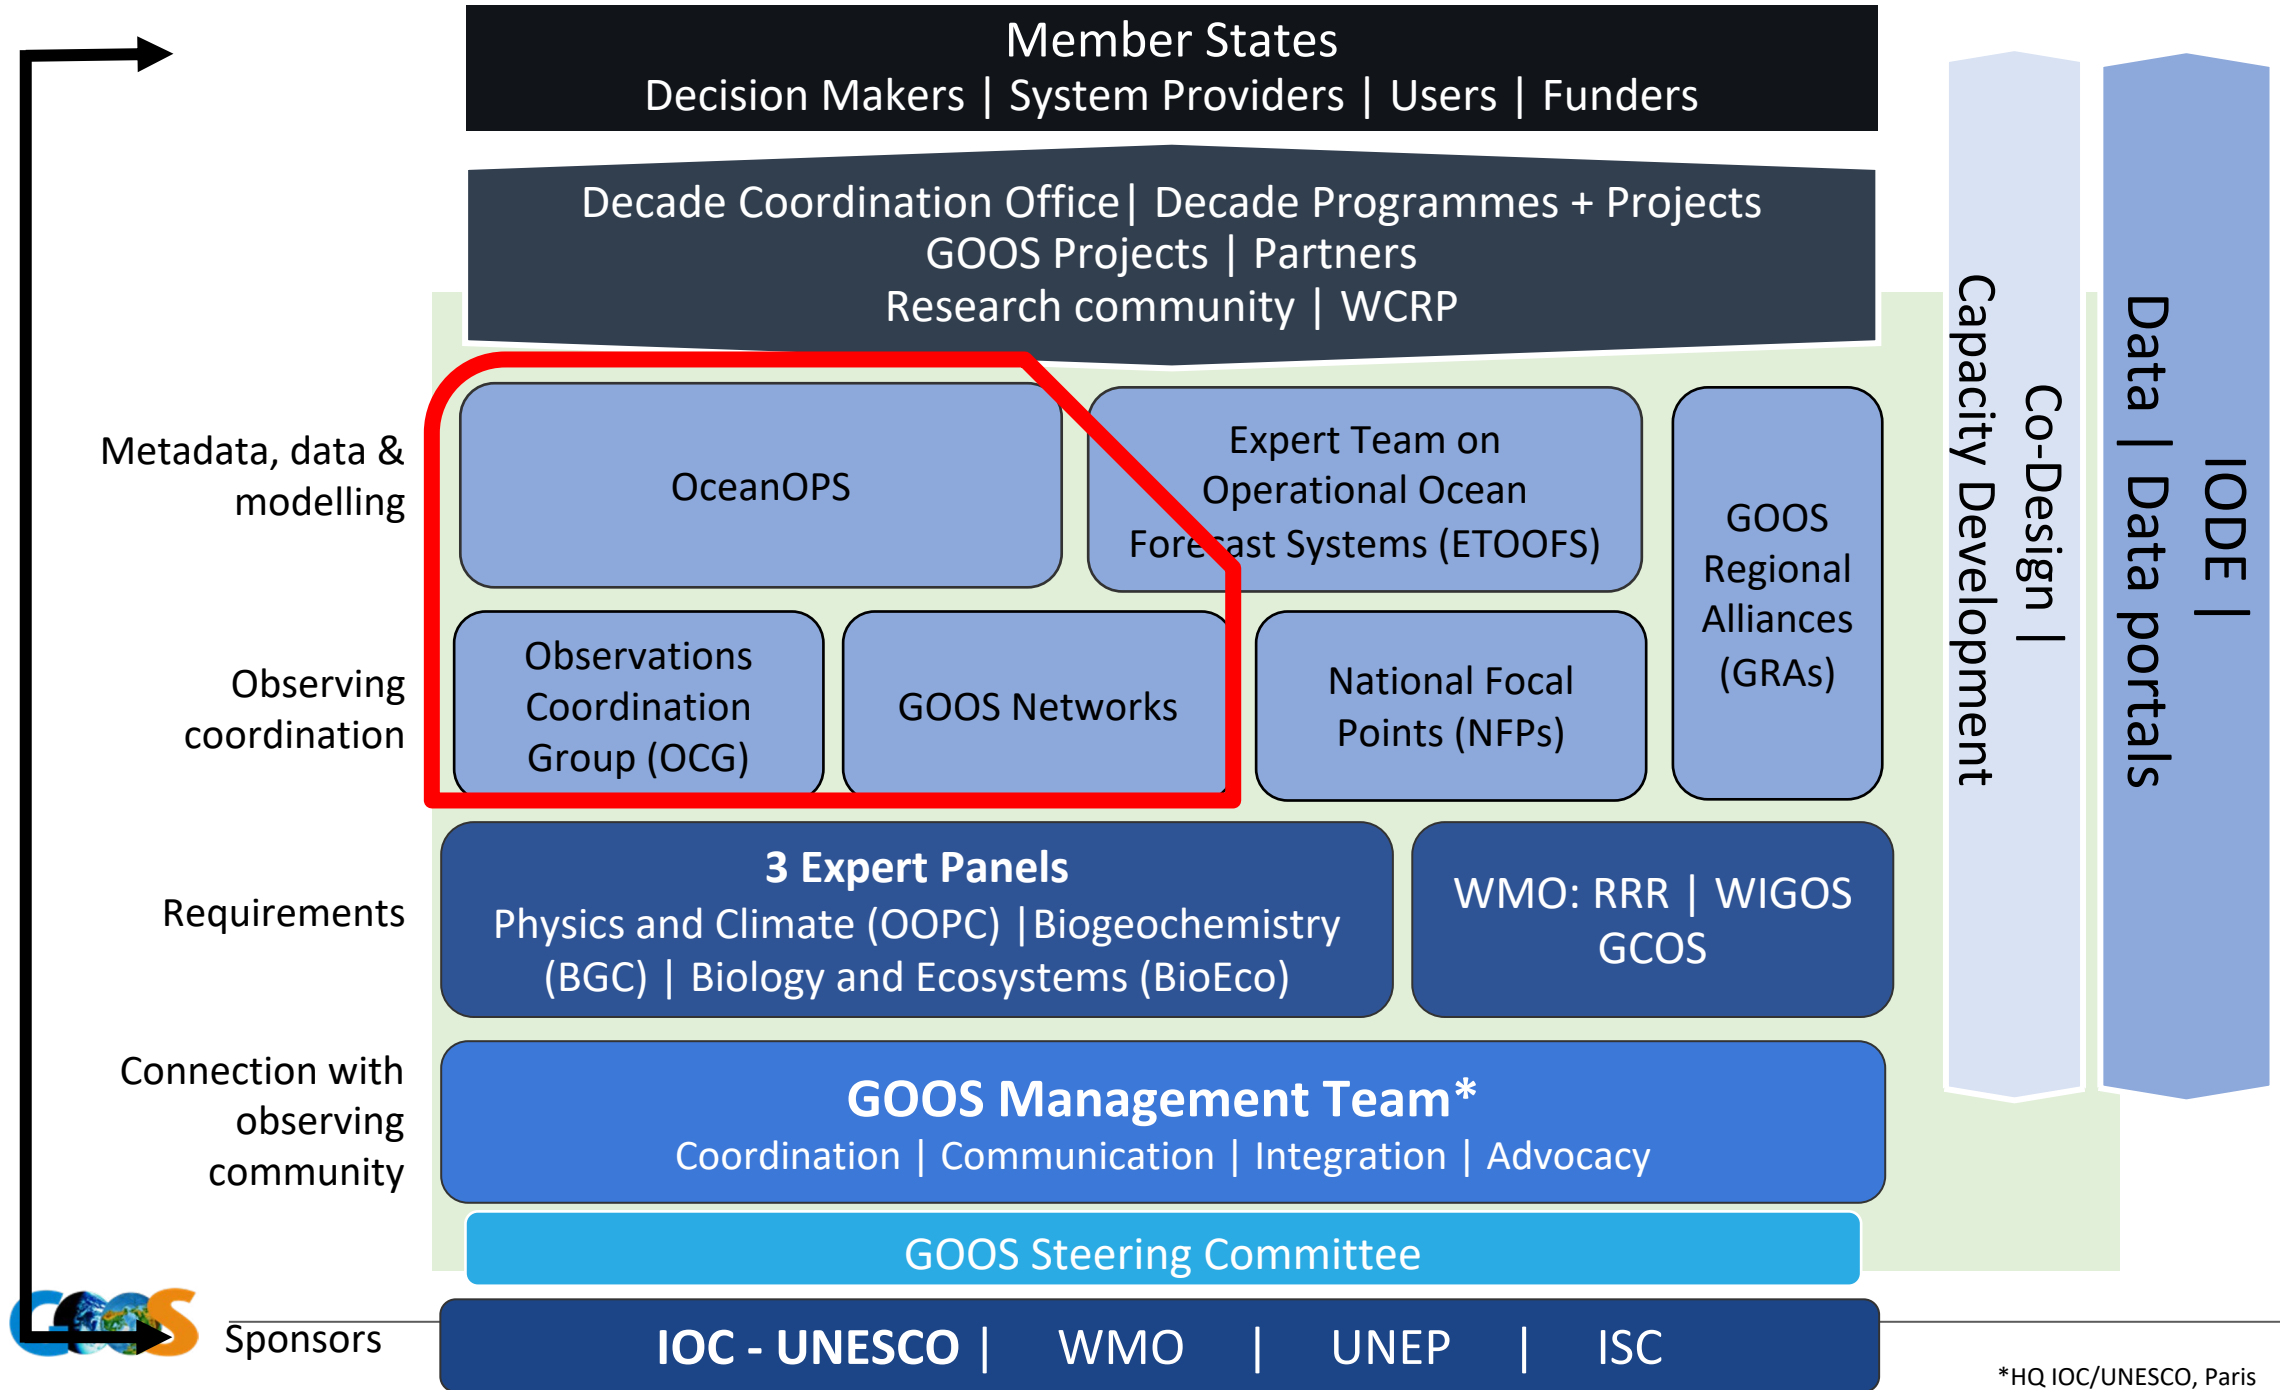 Member States
Decision Makers | System Providers | Users | Funders
Decade Coordination Office| Decade Programmes + Projects
GOOS Projects | Partners
Research community | WCRP
Metadata, data &
modelling
OceanOPS
Expert Team on
Operational Ocean
Forecast Systems (ETOOFS)
GOOS
Regional
Alliances
(GRAs)
Observing
coordination
Observations
Coordination
Group (OCG)
GOOS Networks
National Focal
Points (NFPs)
Requirements
3 Expert Panels
Physics and Climate (OOPC) |Biogeochemistry
(BGC) | Biology and Ecosystems (BioEco)
WMO: RRR | WIGOS
GCOS
Connection with
observing
community
GOOS Management Team*
Coordination | Communication | Integration | Advocacy
GOOS Steering Committee
GOOS
Sponsors
IOC - UNESCO | WMO | UNEP | ISC
Co-Design |
Capacity Development
IODE |
Data | Data portals
*HQ IOC/UNESCO, Paris